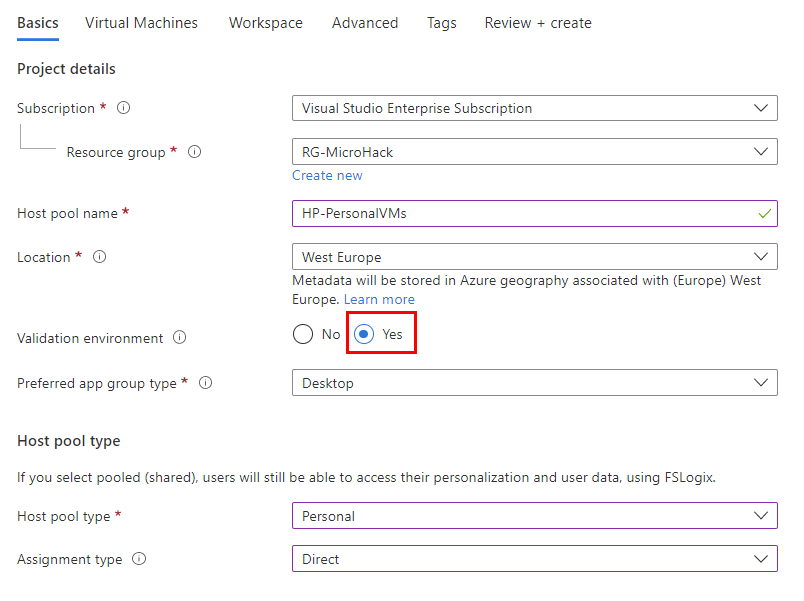 Basics Virtual Machines Workspace Advanced Tags Review + create
Project details
Subscription * Visual Studio Enterprise Subscription
Resource group * RG-MicroHack
Create new
Host pool name * HP-PersonalVMs
Location * West Europe
Metadata will be stored in Azure geography associated with (Europe) West
Europe. Learn more
Validation environment No Yes
Preferred app group type * Desktop
Host pool type
If you select pooled (shared), users will still be able to access their personalization and user data, using FSLogix.
Host pool type * Personal
Assignment type Direct